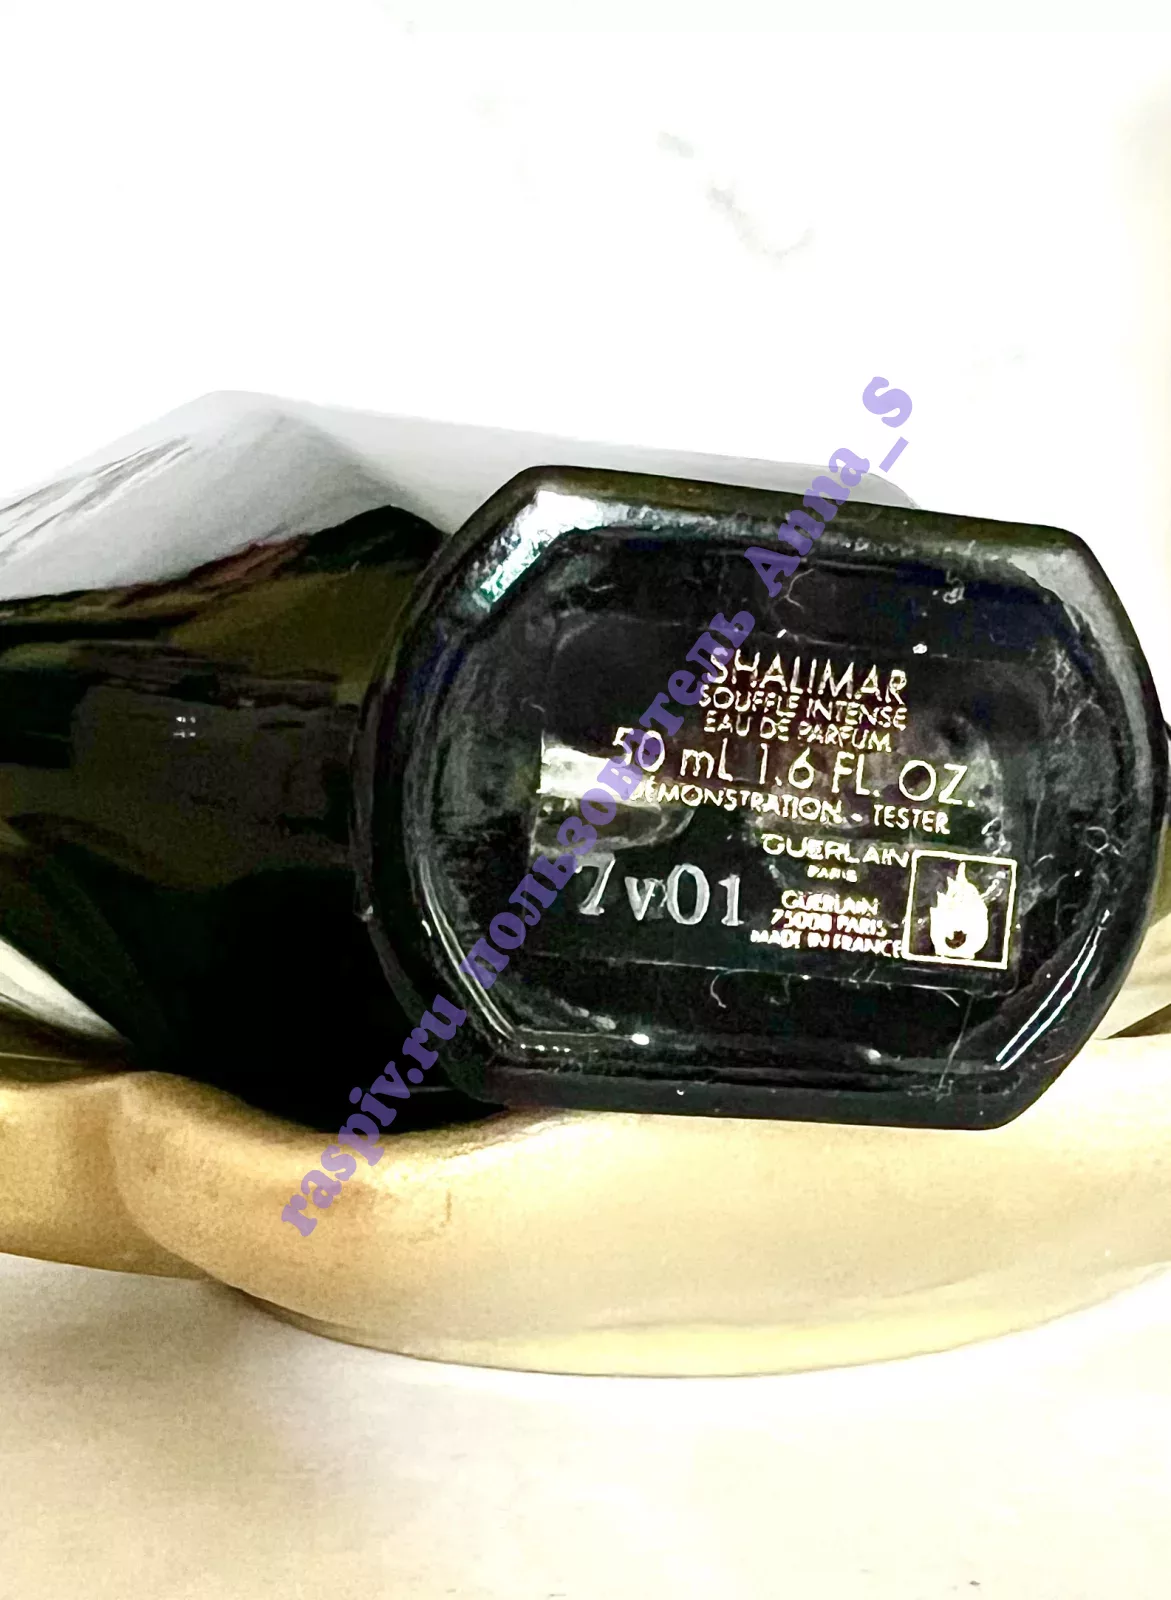 SHALIMAR
SOUFFLE INTENSE
EAU DE PARFUM
50 mL 1.6 FL. OZ.
DÉMONSTRATION - TESTER
GUERLAIN
PARIS
7v01
GUERLAIN
75008 PARIS
MADE IN FRANCE
raspiv.ru пользователь Anna_S